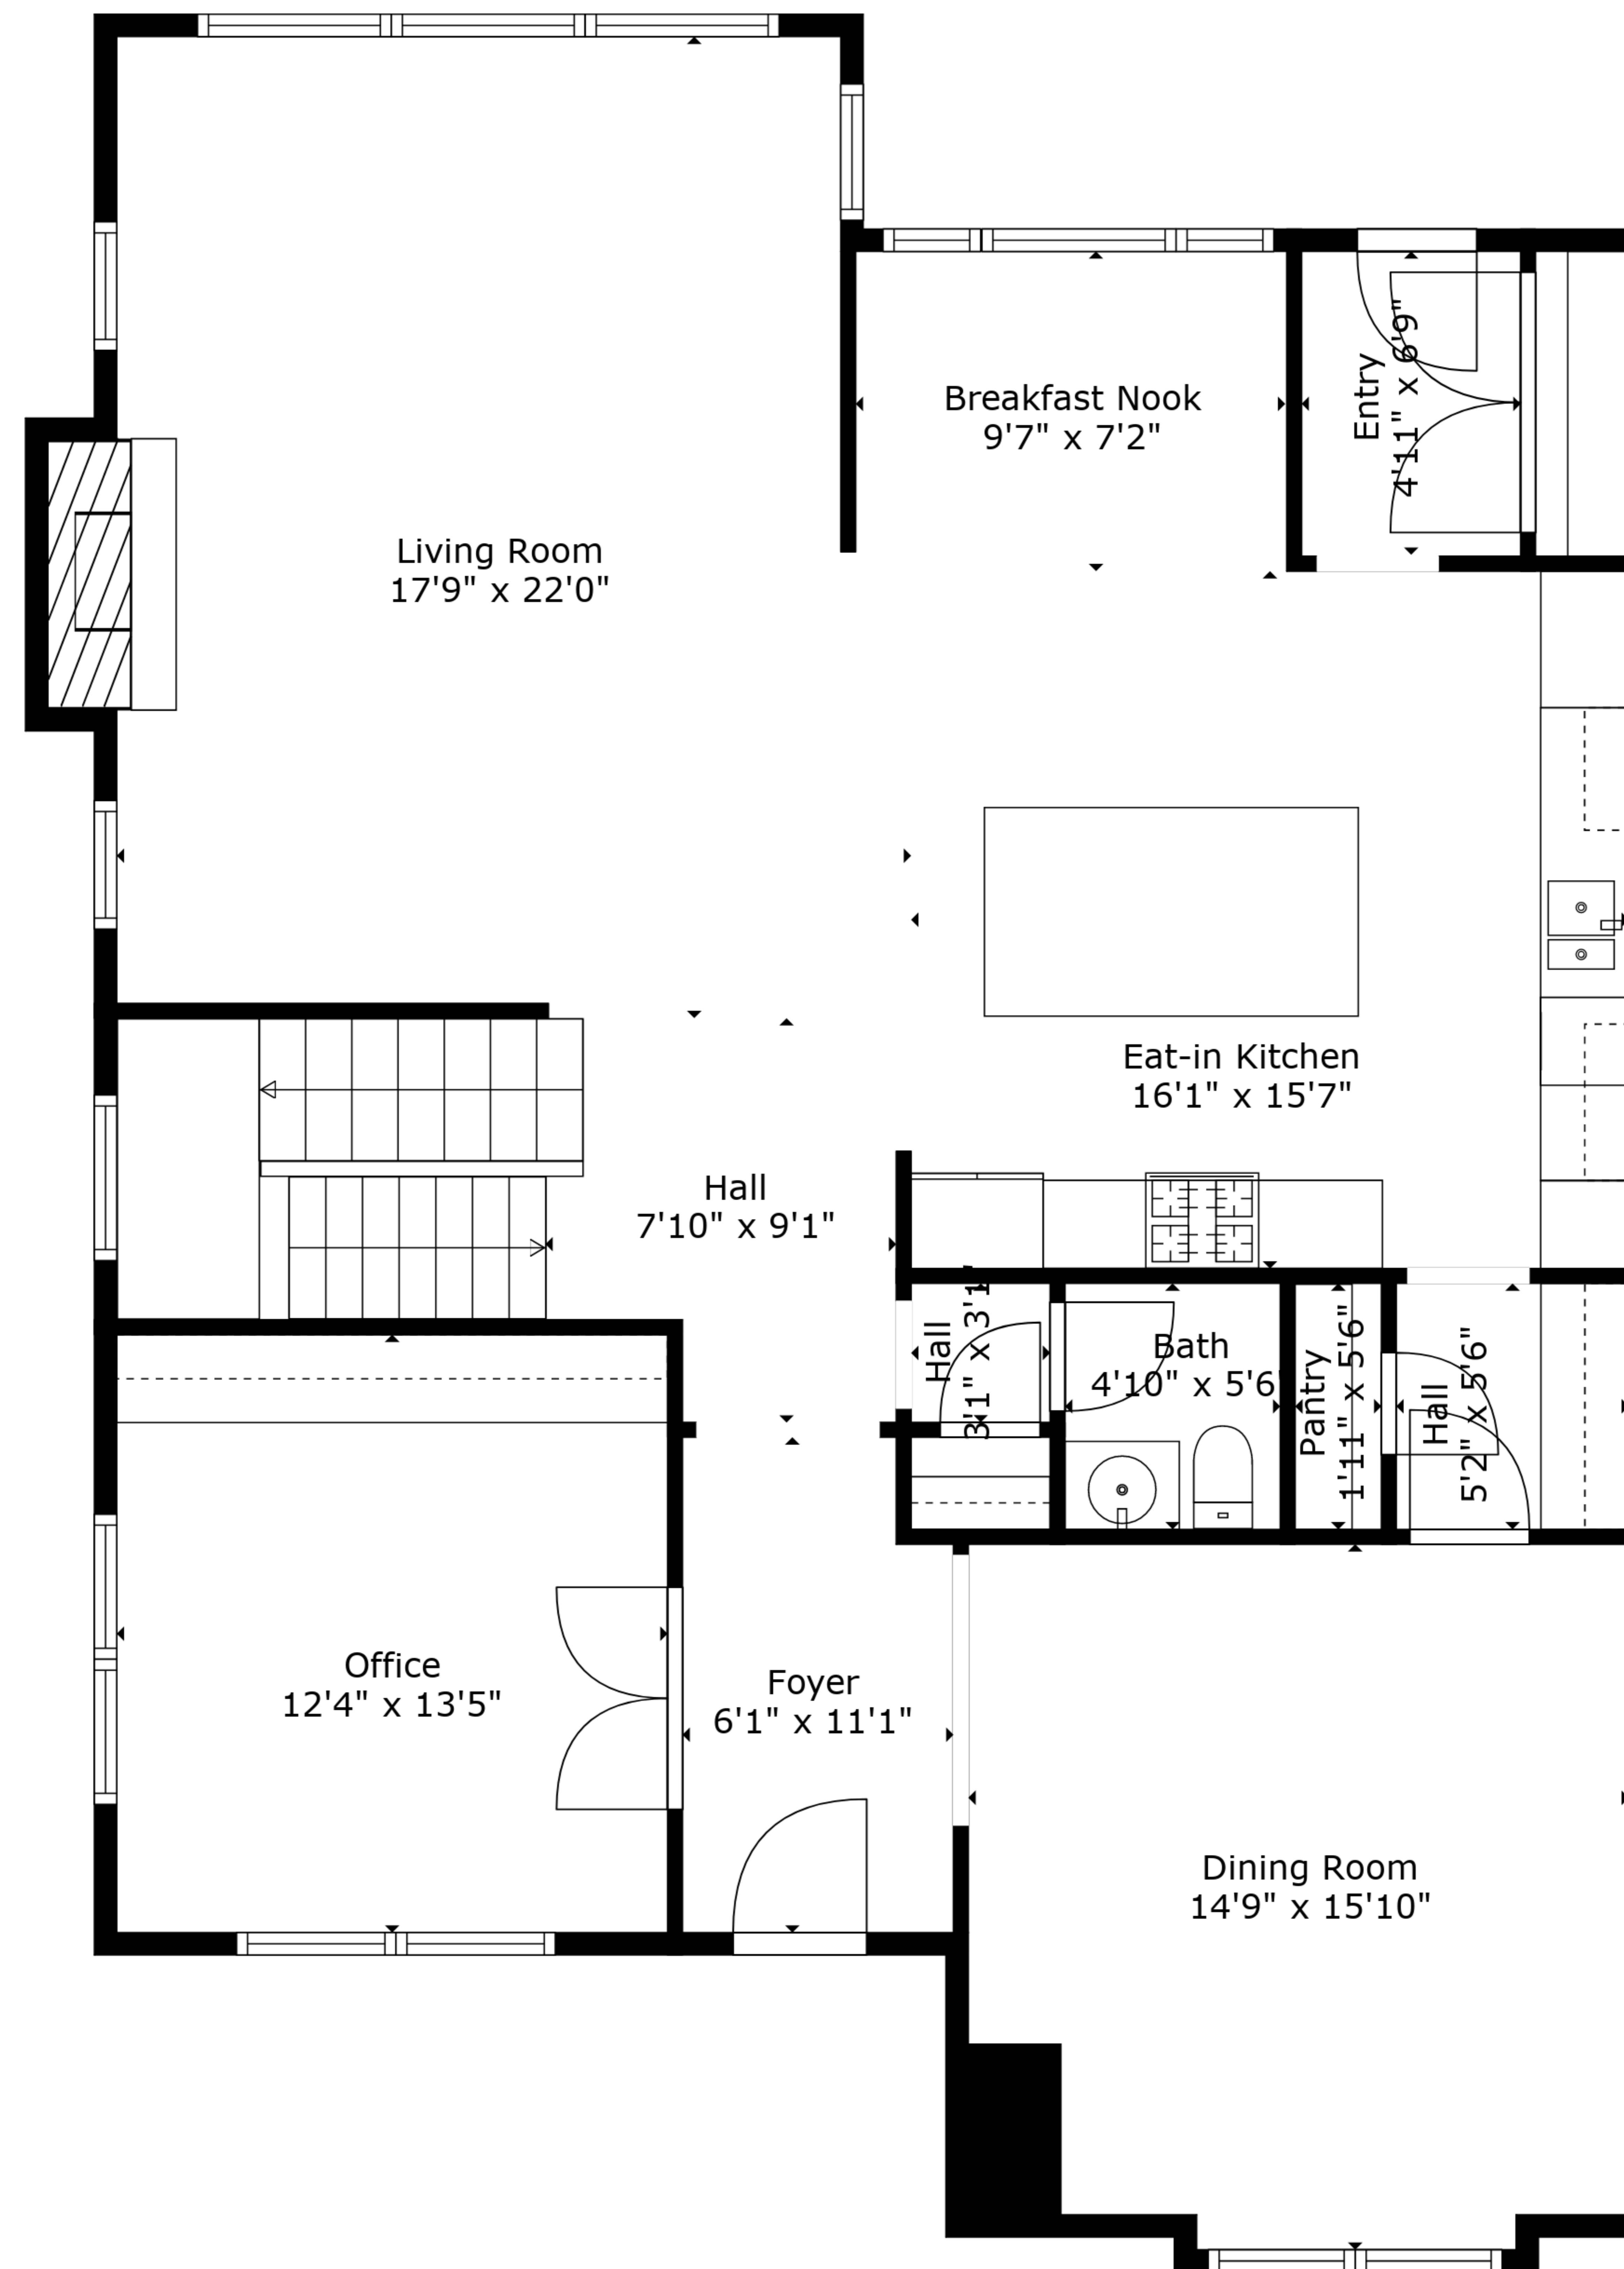 Breakfast Nook
9'7" x 7'2"
Entry
4'11" x 6'9"
Living Room
17'9" x 22'0"
Eat-in Kitchen
16'1" x 15'7"
Hall
7'10" x 9'1"
Hall
3'1" x 3'1"
Bath
4'10" x 5'6"
Pantry
1'11" x 5'6"
Hall
5'2" x 5'6"
Office
12'4" x 13'5"
Foyer
6'1" x 11'1"
Dining Room
14'9" x 15'10"